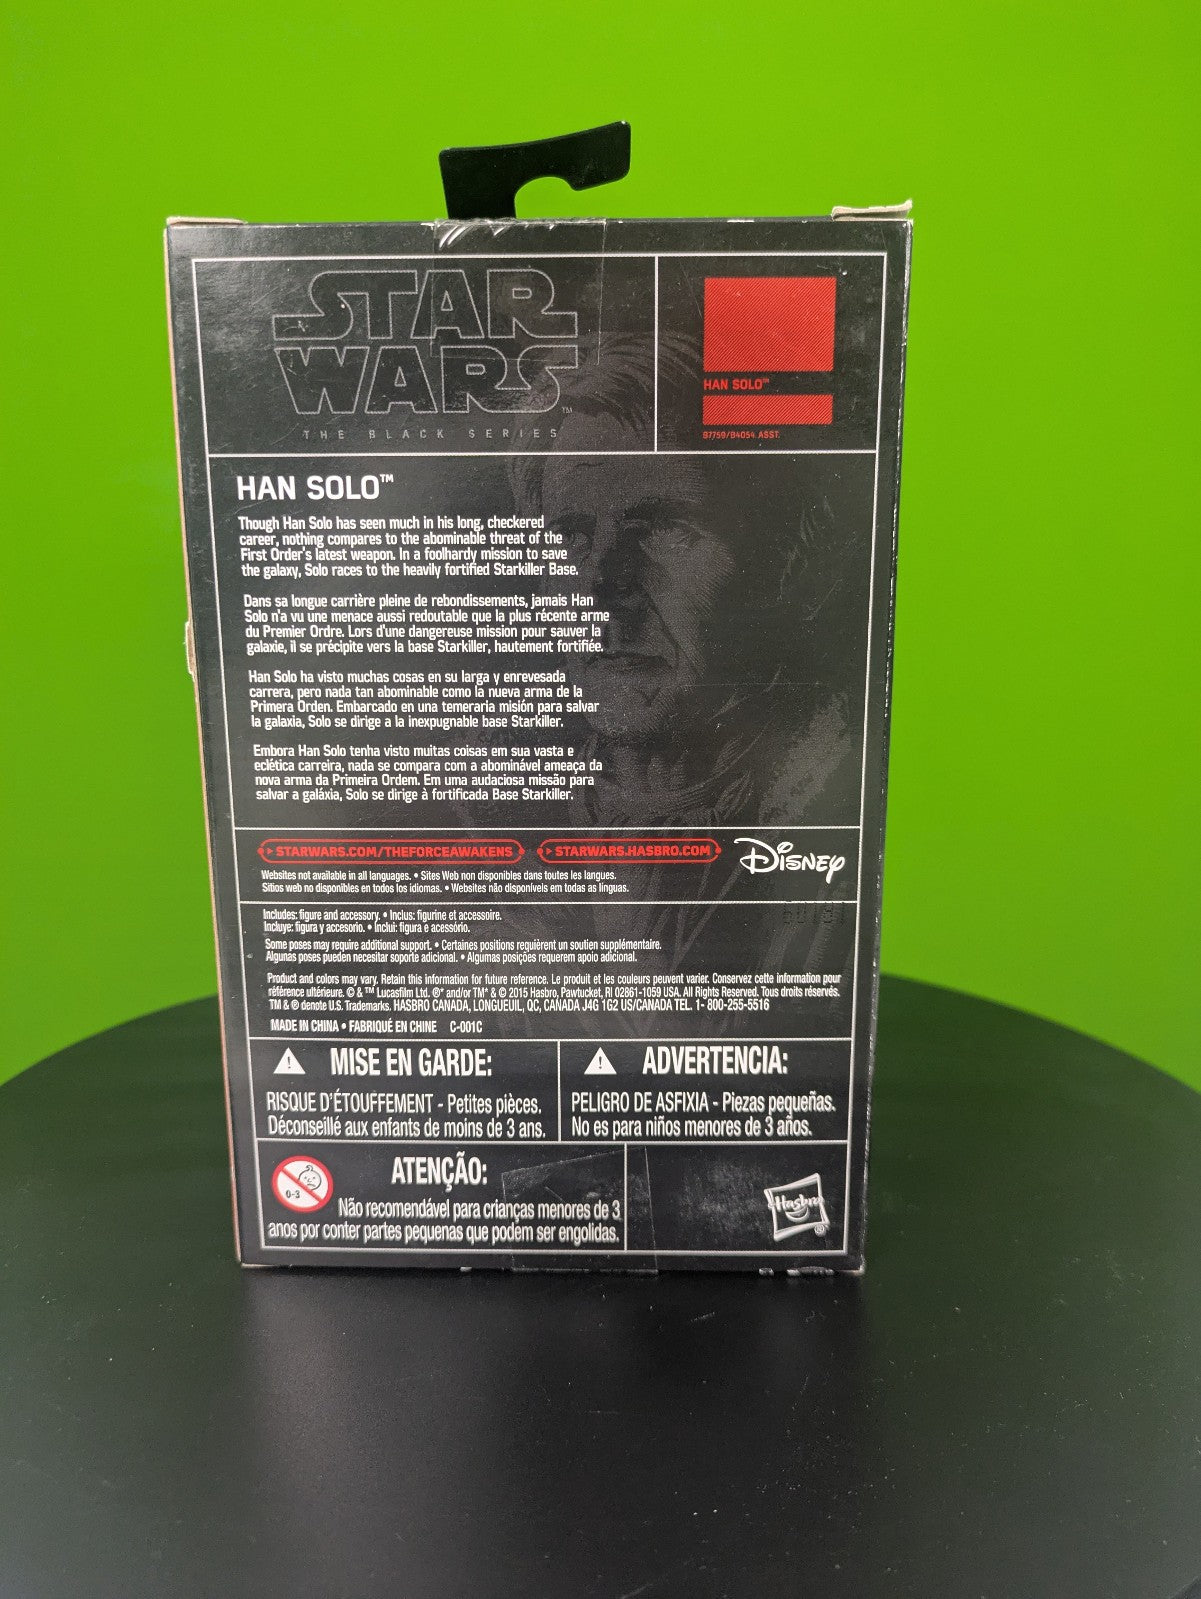 STAR
WARS
™
THE BLACK SERIES
HAN SOLO™
B7759/B4054 ASST.
HAN SOLO™
Though Han Solo has seen much in his long, checkered
career, nothing compares to the abominable threat of the
First Order's latest weapon. In a foolhardy mission to save
the galaxy, Solo races to the heavily fortified Starkiller Base.
Dans sa longue carrière pleine de rebondissements, jamais Han
Solo n'a vu une menace aussi redoutable que la plus récente arme
du Premier Ordre. Lors d'une dangereuse mission pour sauver la
galaxie, il se précipite vers la base Starkiller, hautement fortifiée.
Han Solo ha visto muchas cosas en su larga y enrevesada
carrera, pero nada tan abominable como la nueva arma de la
Primera Orden. Embarcado en una temeraria misión para salvar
la galaxia, Solo se dirige a la inexpugnable base Starkiller.
Embora Han Solo tenha visto muitas coisas em sua vasta e
eclética carreira, nada se compara com a abominável ameaça da
nova arma da Primeira Ordem. Em uma audaciosa missão para
salvar a galáxia, Solo se dirige à fortificada Base Starkiller.
STARWARS.COM/THEFORCEAWAKENS
STARWARS.HASBRO.COM
Disney
Websites not available in all languages. • Sites Web non disponibles dans toutes les langues.
Sitios web no disponibles en todos los idiomas. • Websites não disponíveis em todas as línguas.
Includes: figure and accessory. • Inclus: figurine et accessoire.
Incluye: figura y accesorio. • Inclui: figura e acessório.
Some poses may require additional support. • Certaines positions requièrent un soutien supplémentaire.
Algunas poses pueden necesitar soporte adicional. • Algumas posições requerem apoio adicional.
Product and colors may vary. Retain this information for future reference. Le produit et les couleurs peuvent varier. Conservez cette information pour
référence ultérieure. © & ™ Lucasfilm Ltd. ®* and/or TM* & © 2015 Hasbro, Pawtucket, RI 02861-1059 USA. All Rights Reserved. Tous droits réservés.
TM & ® denote U.S. Trademarks. HASBRO CANADA, LONGUEUIL, QC, CANADA J4G 1G2 US/CANADA TEL. 1- 800-255-5516
MADE IN CHINA • FABRIQUÉ EN CHINE C-001C
MISE EN GARDE:
RISQUE D'ÉTOUFFEMENT - Petites pièces.
Déconseillé aux enfants de moins de 3 ans.
ADVERTENCIA:
PELIGRO DE ASFIXIA - Piezas pequeñas.
No es para niños menores de 3 años.
0-3
ATENÇÃO:
Não recomendável para crianças menores de 3
anos por conter partes pequenas que podem ser engolidas.
Hasbro
®